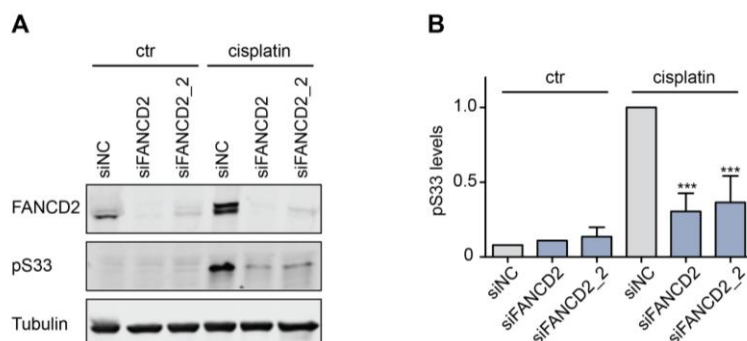 A
ctr cisplatin
siNC siFANCD2 siFANCD2_2 siNC siFANCD2 siFANCD2_2
FANCD2
pS33
Tubulin
B
ctr cisplatin
pS33 levels
1.0
0.5
0
*** ***
siNC siFANCD2 siFANCD2_2 siNC siFANCD2 siFANCD2_2